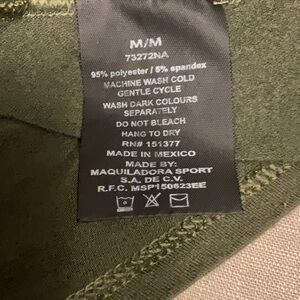 M/M
73272NA
95% polyester / 5% spandex
MACHINE WASH COLD
GENTLE CYCLE
WASH DARK COLOURS
SEPARATELY
DO NOT BLEACH
HANG TO DRY
RN# 151377
MADE IN MEXICO
MADE BY:
MAQUILADORA SPORT
S.A. DE C.V.
R.F.C. MSP150623EE